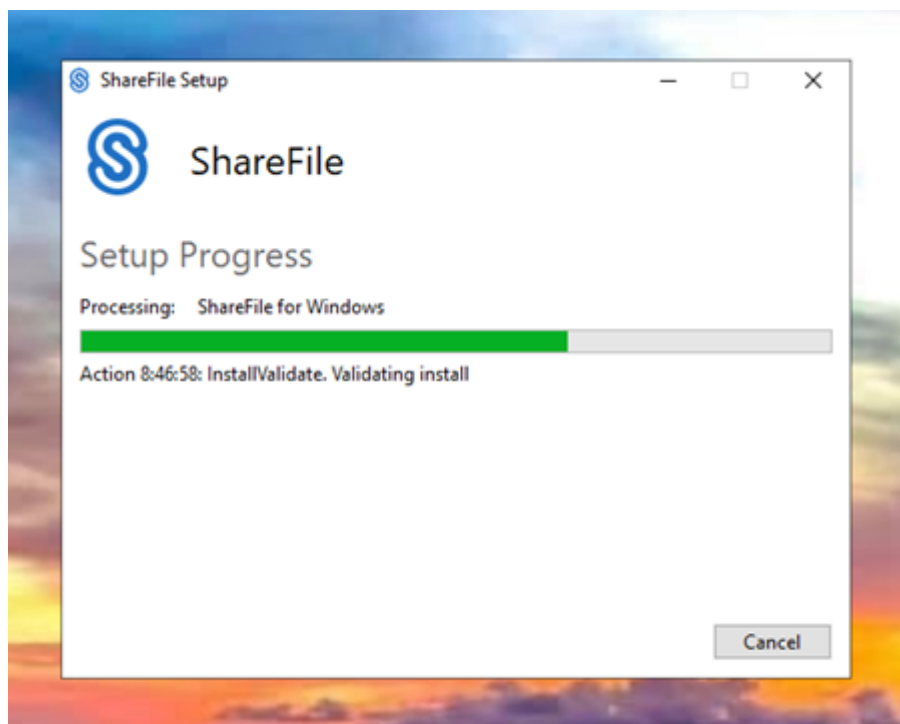 ShareFile Setup
ShareFile
Setup Progress
Processing: ShareFile for Windows
Action 8:46:58: InstallValidate. Validating install
Cancel